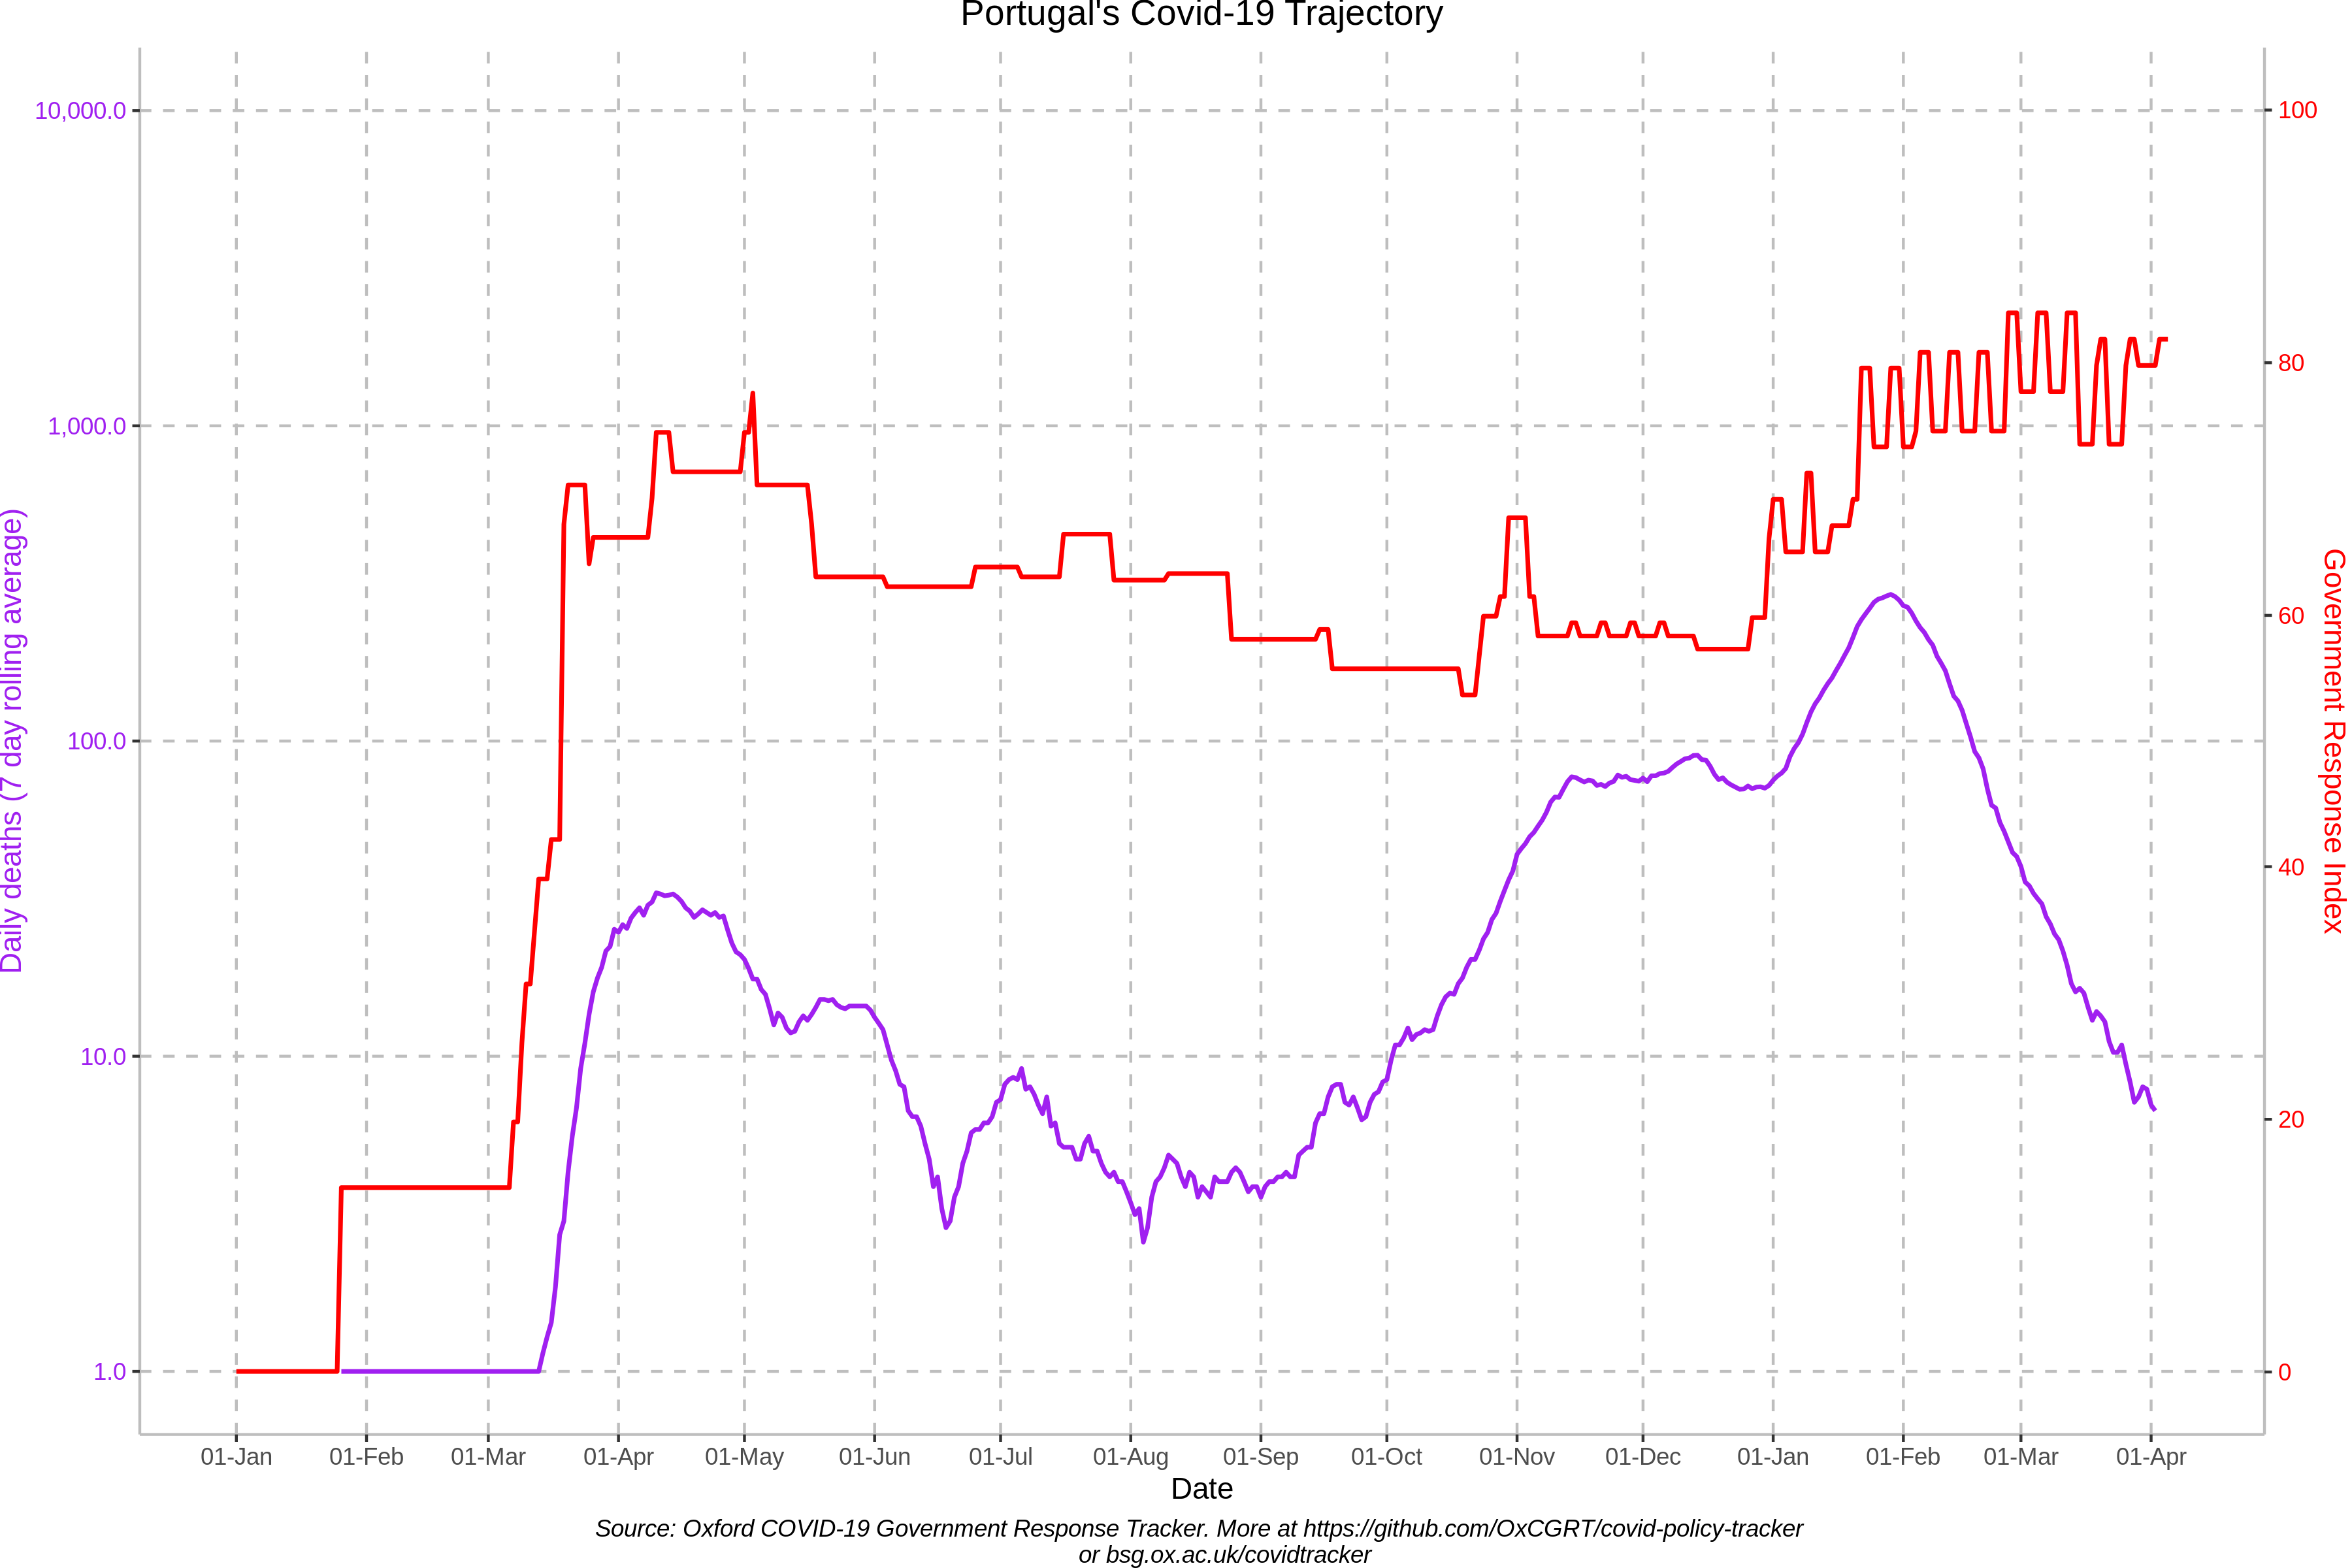 Portugal's Covid-19 Trajectory
10,000.0
1,000.0
100.0
10.0
1.0
Daily deaths (7 day rolling average)
100
80
60
40
20
0
Government Response Index
01-Jan 01-Feb 01-Mar 01-Apr 01-May 01-Jun 01-Jul 01-Aug 01-Sep 01-Oct 01-Nov 01-Dec 01-Jan 01-Feb 01-Mar 01-Apr
Date
Source: Oxford COVID-19 Government Response Tracker. More at https://github.com/OxCGRT/covid-policy-tracker
or bsg.ox.ac.uk/covidtracker